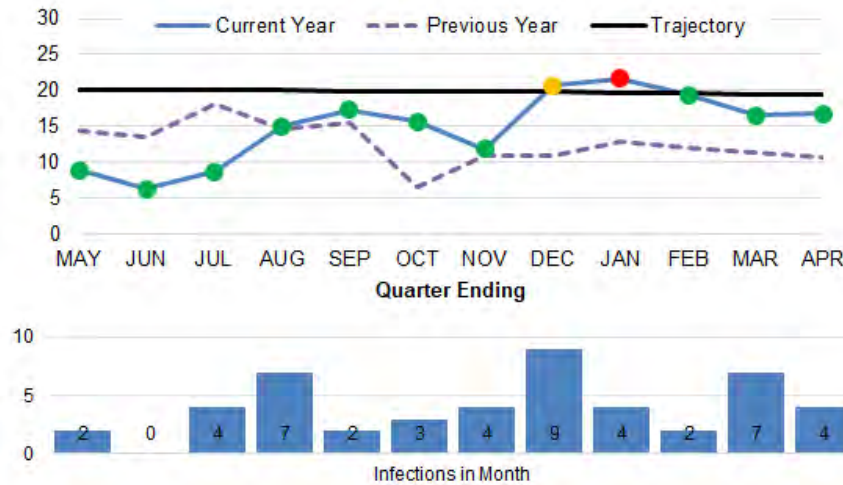 30
Current Year Previous Year Trajectory
25
20
15
10
5
0
MAY JUN JUL AUG SEP OCT NOV DEC JAN FEB MAR APR
Quarter Ending
10
5
0
2 0 4 7 2 3 4 9 4 2 7 4
Infections in Month